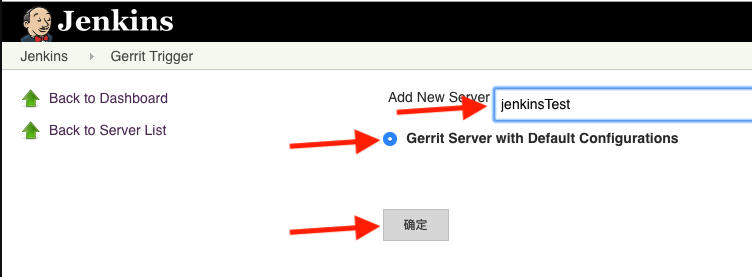 Jenkins
Jenkins Gerrit Trigger
Back to Dashboard
Back to Server List
Add New Server jenkinsTest
Gerrit Server with Default Configurations
确定